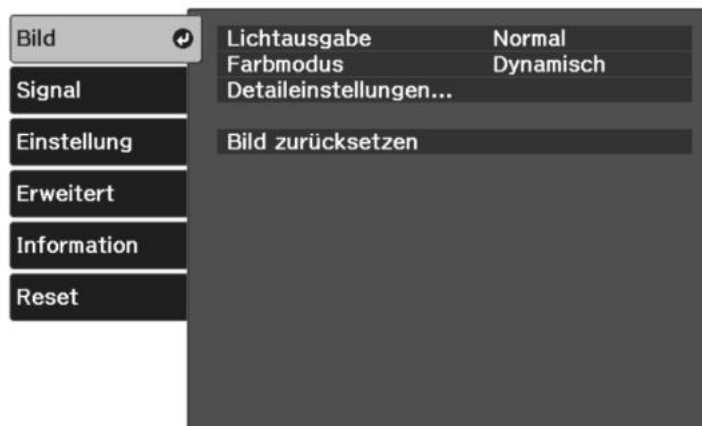 Bild
Signal
Einstellung
Erweitert
Information
Reset
Lichtausgabe Normal
Farbmodus Dynamisch
Detaileinstellungen...
Bild zurücksetzen